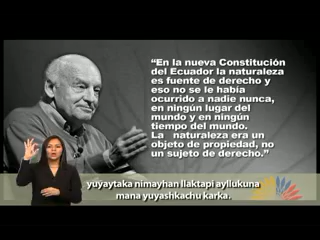 “En la nueva Constitución
del Ecuador la naturaleza
es fuente de derecho y
eso no se le había
ocurrido a nadie nunca,
en ningún lugar del
mundo y en ningún
tiempo del mundo.
La naturaleza era un
objeto de propiedad, no
un sujeto de derecho.”
yuyaytaka nimayhan llaktapi ayllukuna
mana yuyashkachu karka.